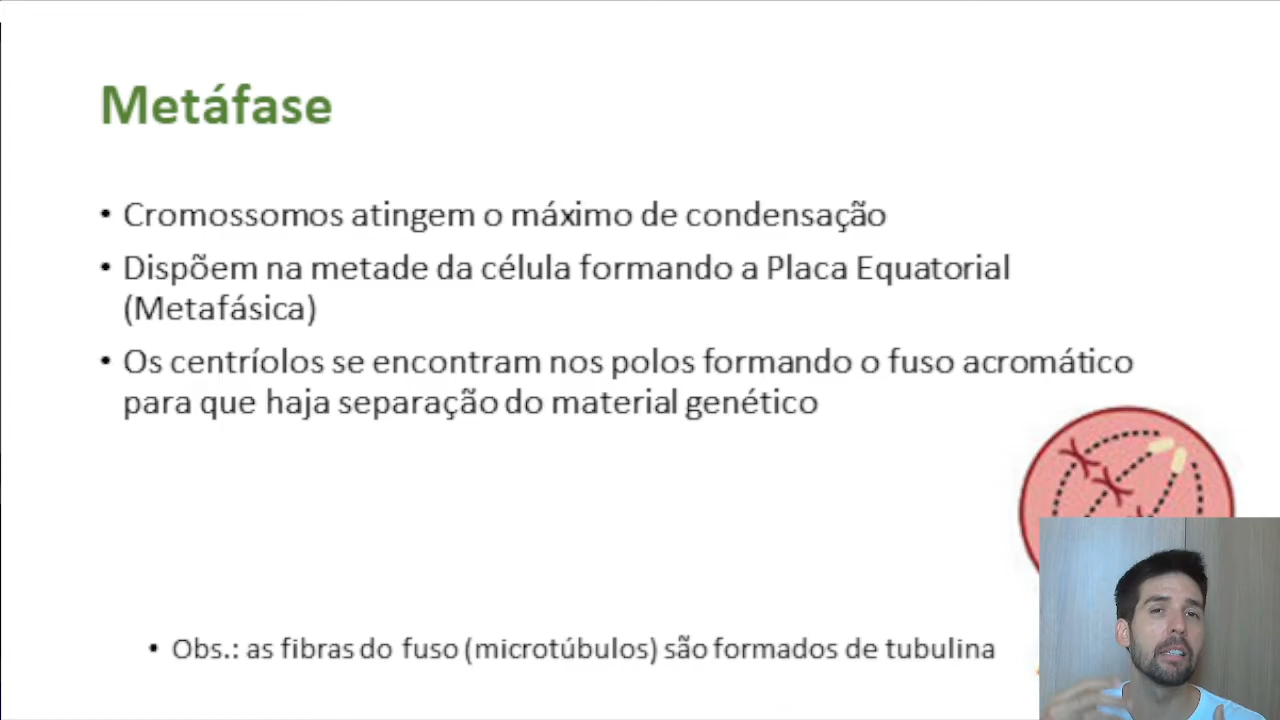 Metáfase
• Cromossomos atingem o máximo de condensação
• Dispõem na metade da célula formando a Placa Equatorial
(Metafásica)
• Os centríolos se encontram nos polos formando o fuso acromático
para que haja separação do material genético
• Obs.: as fibras do fuso (microtúbulos) são formados de tubulina